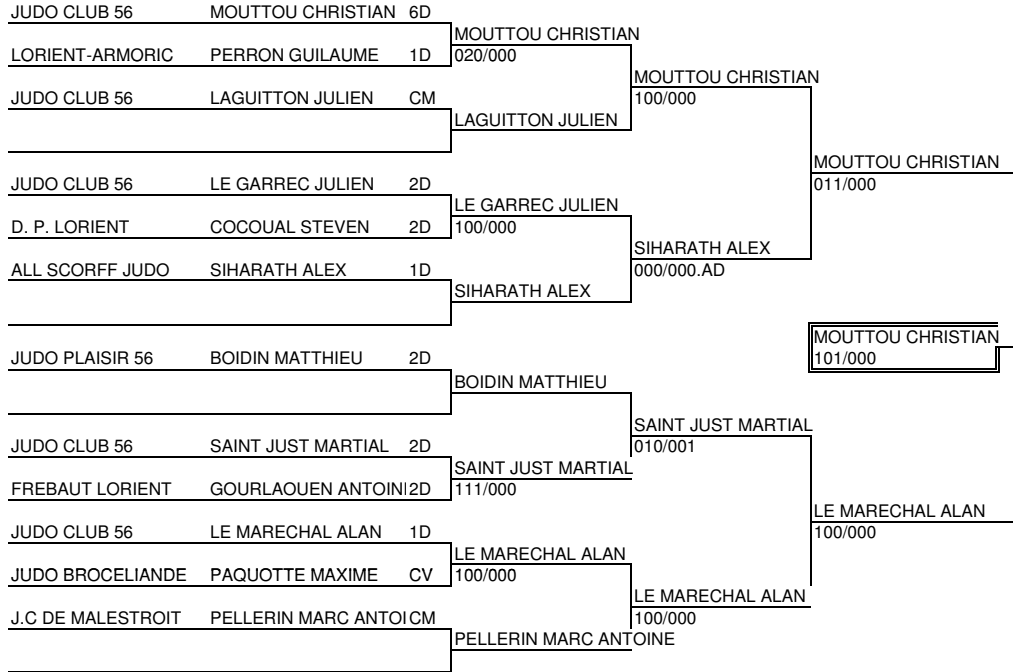 JUDO CLUB 56 MOUTTOU CHRISTIAN 6D
MOUTTOU CHRISTIAN
LORIENT-ARMORIC PERRON GUILAUME 1D 020/000
MOUTTOU CHRISTIAN
JUDO CLUB 56 LAGUITTON JULIEN CM 100/000
LAGUITTON JULIEN
MOUTTOU CHRISTIAN
JUDO CLUB 56 LE GARREC JULIEN 2D 011/000
LE GARREC JULIEN
D. P. LORIENT COCOUAL STEVEN 2D 100/000
SIHARATH ALEX
ALL SCORFF JUDO SIHARATH ALEX 1D 000/000.AD
SIHARATH ALEX
MOUTTOU CHRISTIAN
JUDO PLAISIR 56 BOIDIN MATTHIEU 2D 101/000
BOIDIN MATTHIEU
SAINT JUST MARTIAL
JUDO CLUB 56 SAINT JUST MARTIAL 2D 010/001
SAINT JUST MARTIAL
FREBAUT LORIENT GOURLAOUEN ANTOINI 2D 111/000
LE MARECHAL ALAN
JUDO CLUB 56 LE MARECHAL ALAN 1D 100/000
LE MARECHAL ALAN
JUDO BROCELIANDE PAQUOTTE MAXIME CV 100/000
LE MARECHAL ALAN
J.C DE MALESTROIT PELLERIN MARC ANTOI CM 100/000
PELLERIN MARC ANTOINE